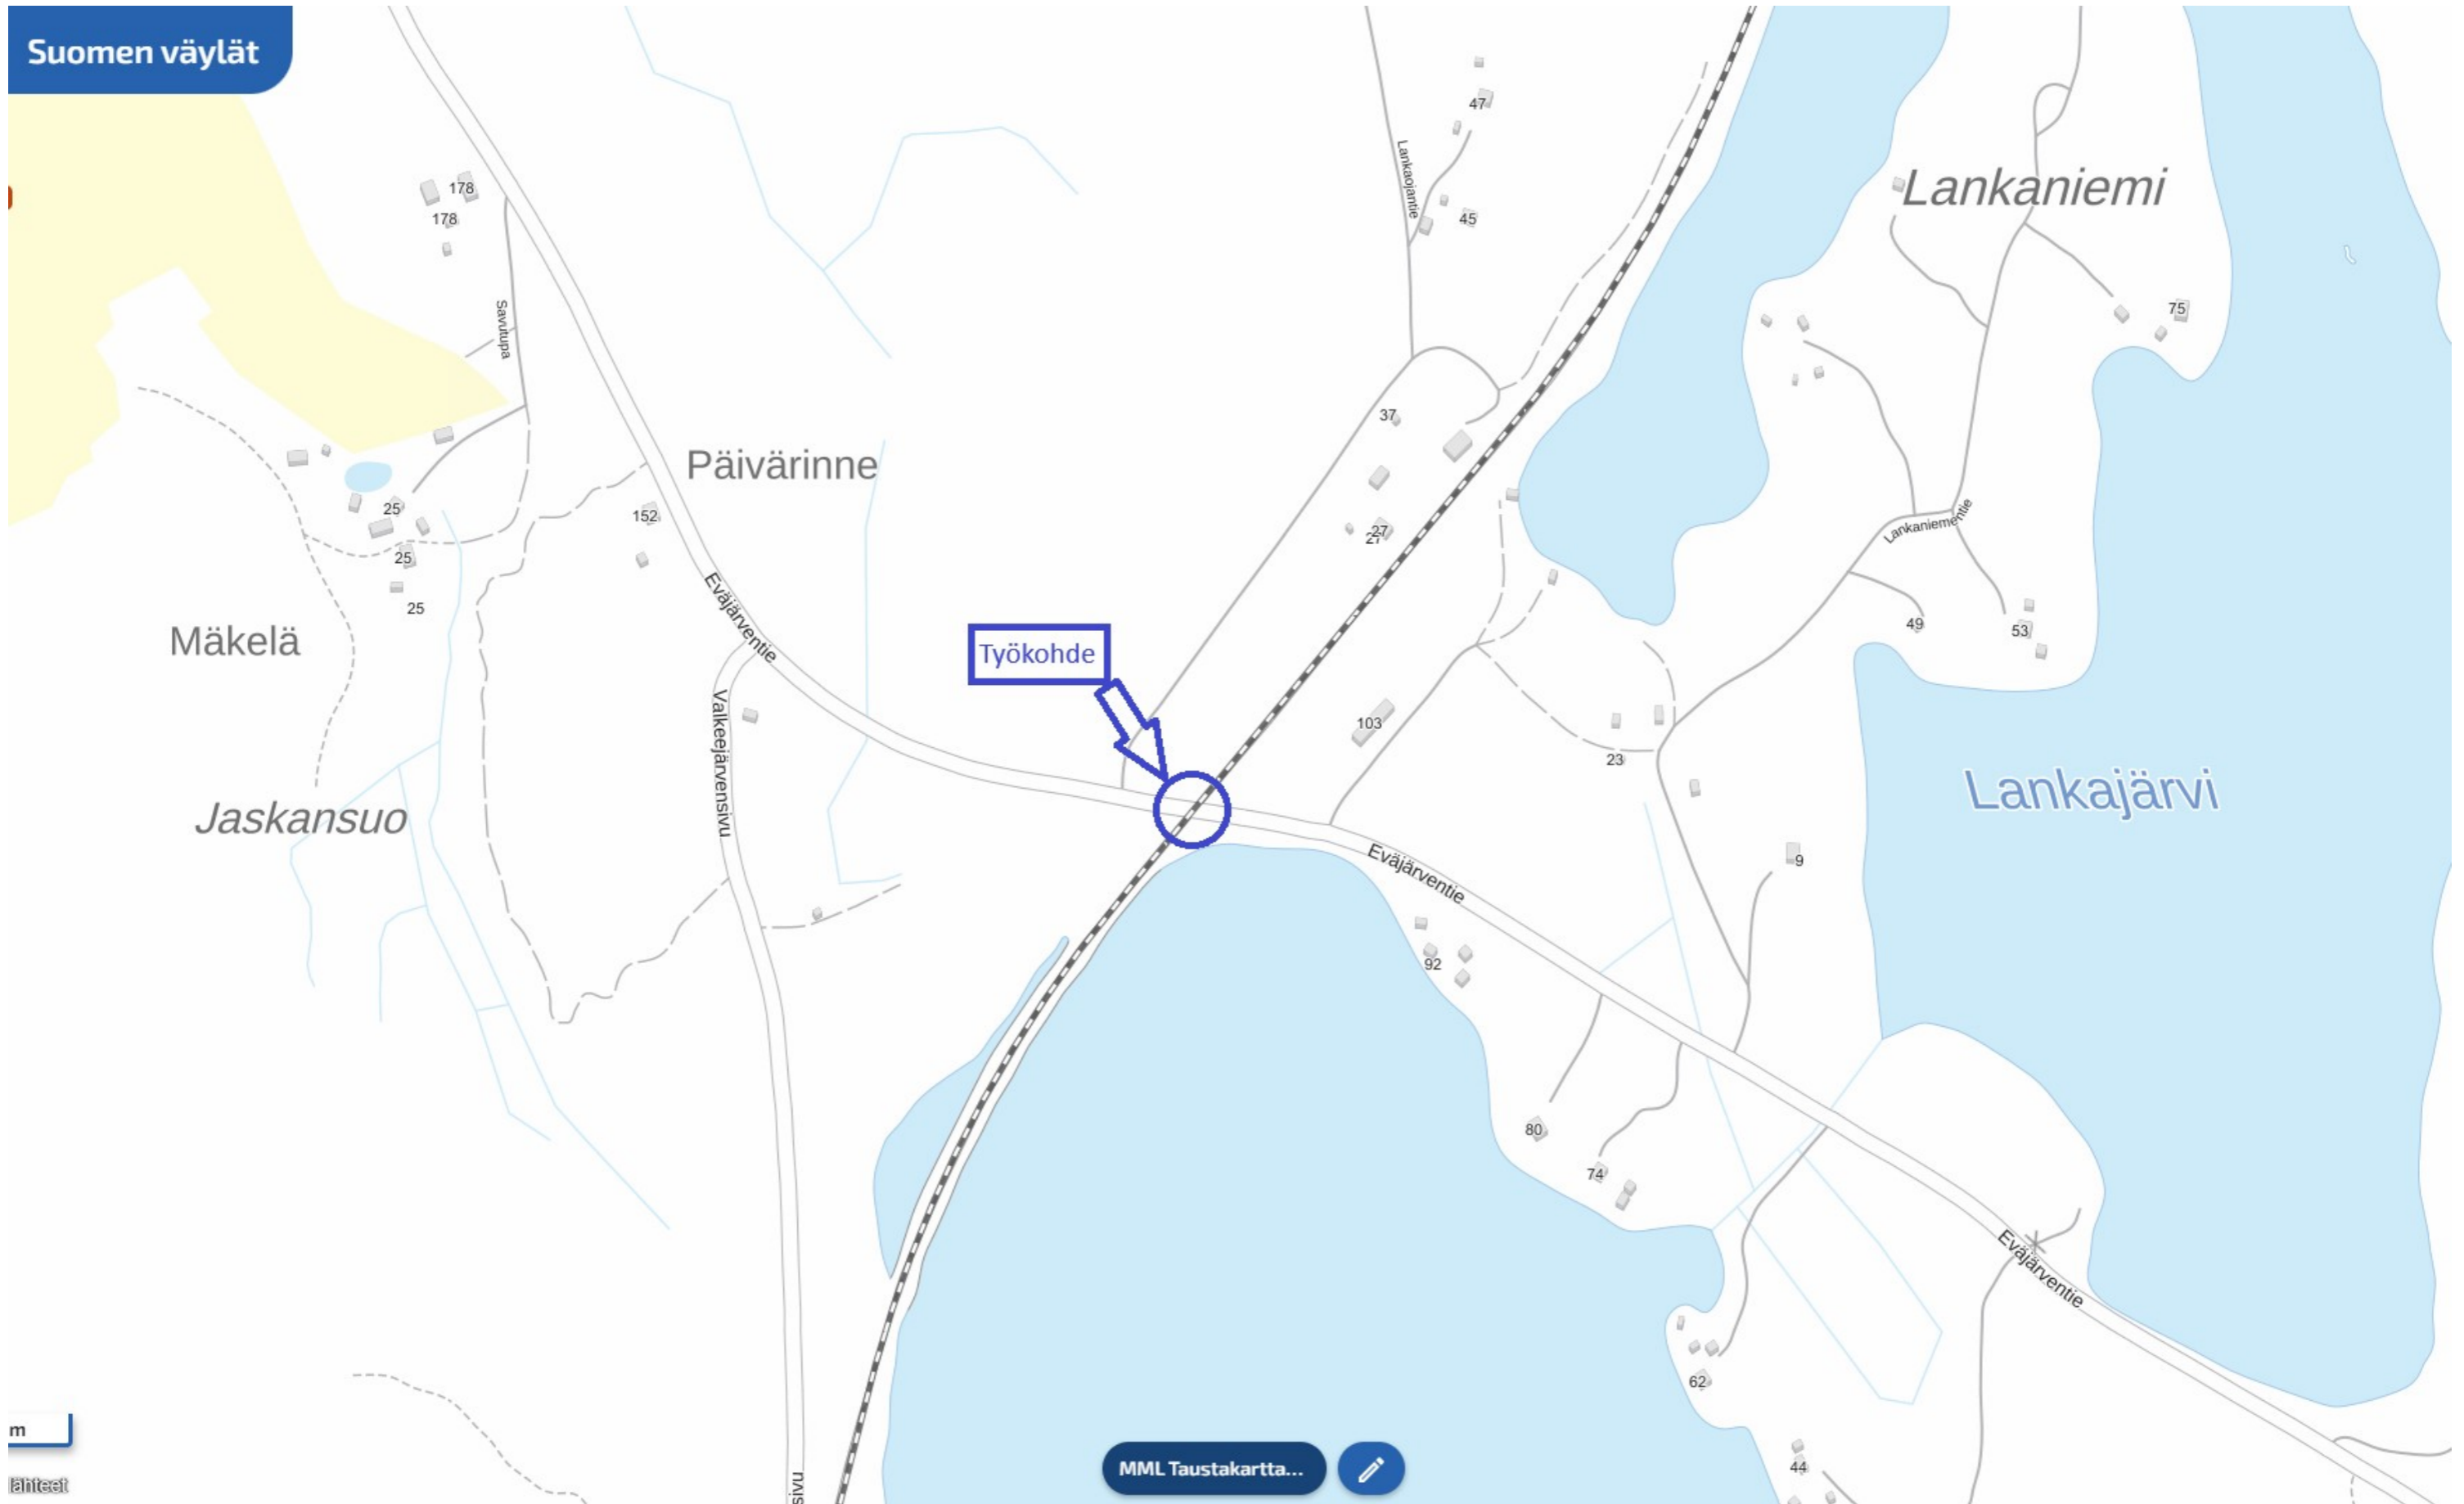 Suomen väylät
47
Lankaojantie
178
178
45
Lankaniemi
75
Savutupa
37
Päivärinne
25
152
27
27
Lankaniementie
25
25
Eväjärventie
49
53
Mäkelä
Työkohde
Valkeejärvensivu
103
23
Lankajärvi
Jaskansuo
Eväjärventie
9
92
80
74
Eväjärventie
62
m
44
MML Taustakartta...
lähteet
sivu